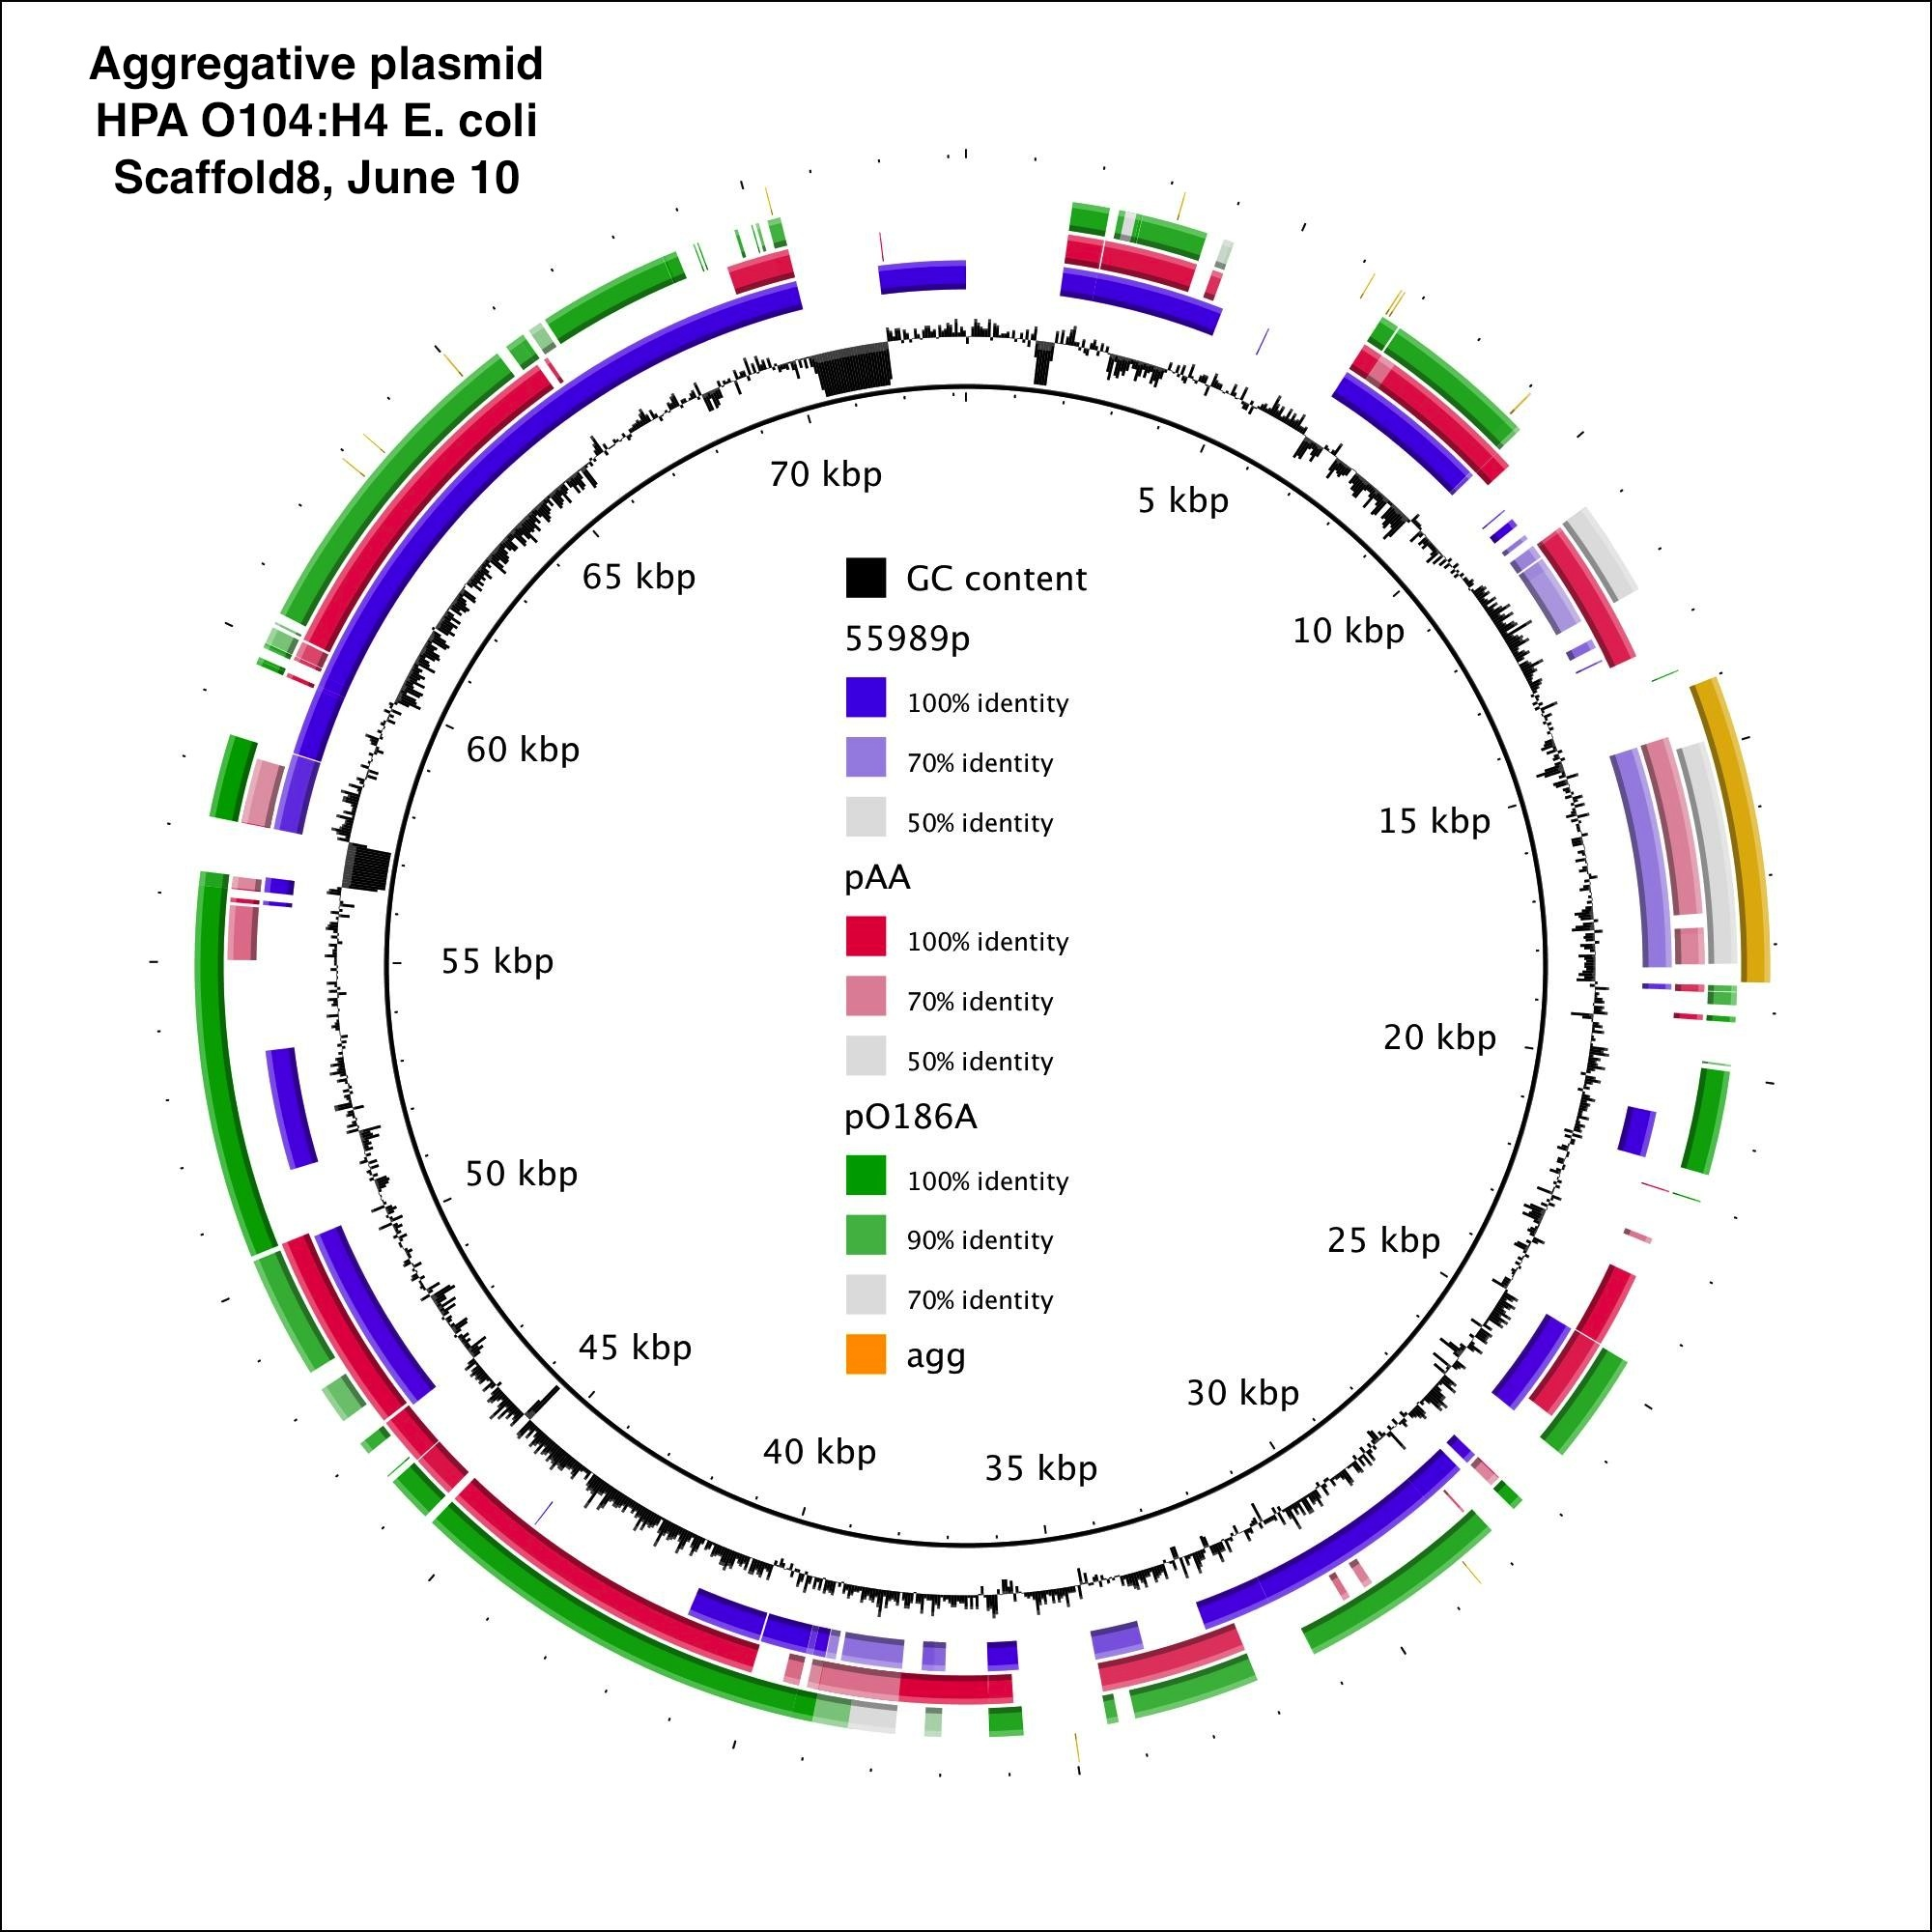 Aggregative plasmid
HPA O104:H4 E. coli
Scaffold8, June 10
70 kbp
5 kbp
65 kbp
10 kbp
60 kbp
15 kbp
55 kbp
20 kbp
50 kbp
25 kbp
45 kbp
30 kbp
40 kbp
35 kbp
GC content
55989p
100% identity
70% identity
50% identity
pAA
100% identity
70% identity
50% identity
pO186A
100% identity
90% identity
70% identity
agg